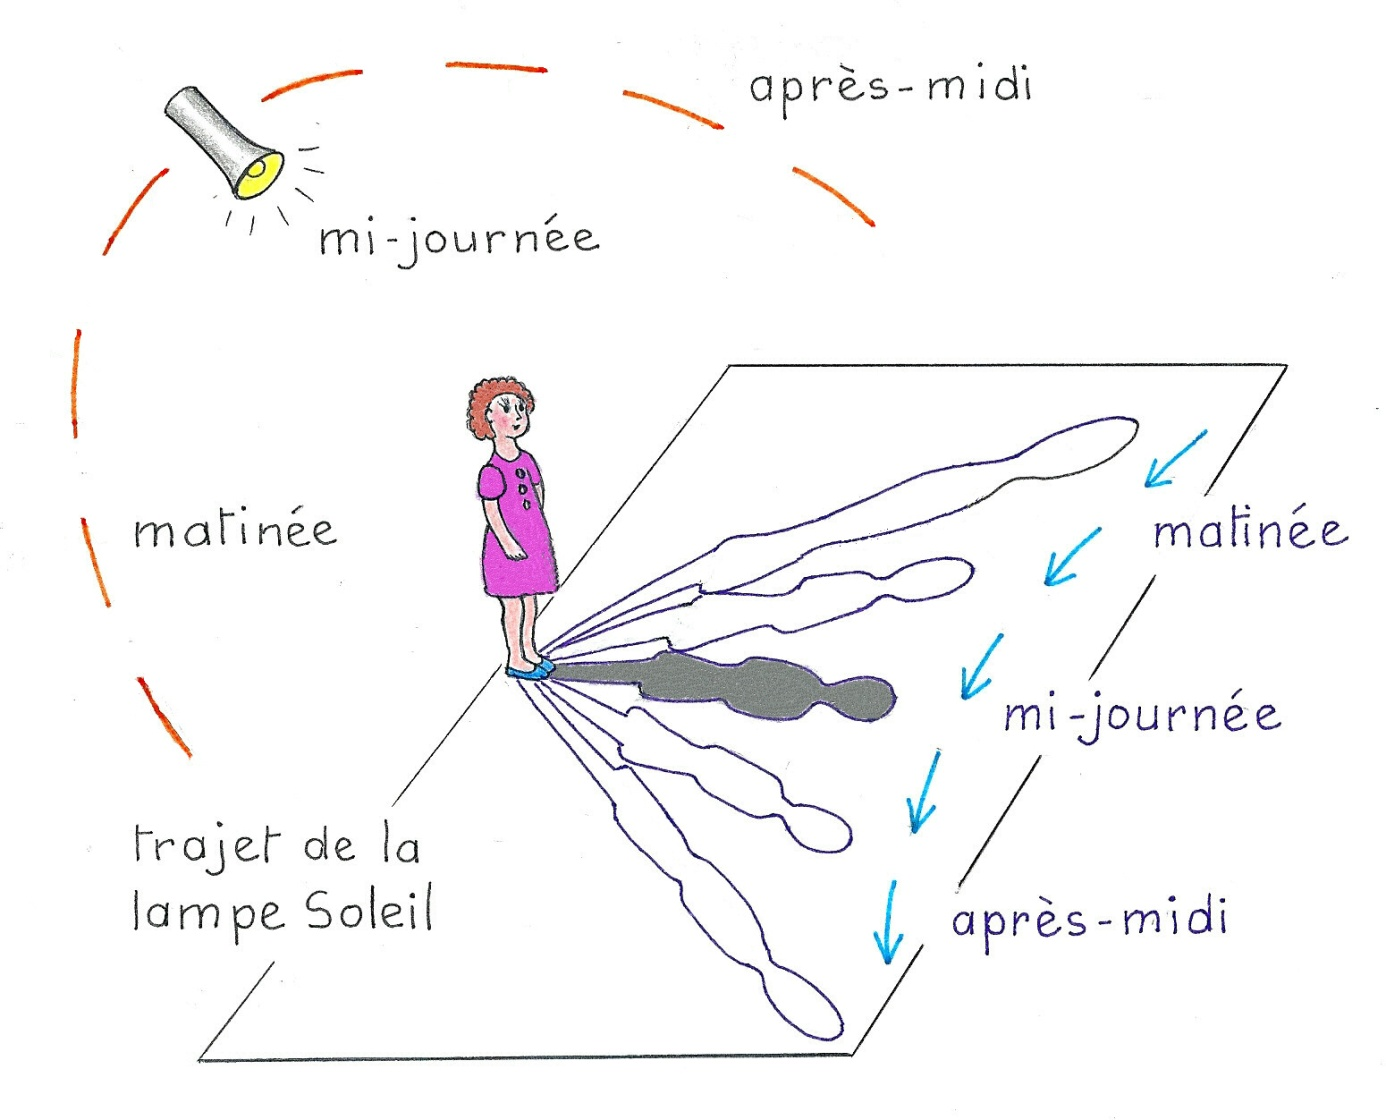 après-midi
mi-journée
matinée
matinée
mi-journée
trajet de la
lampe Soleil
après-midi